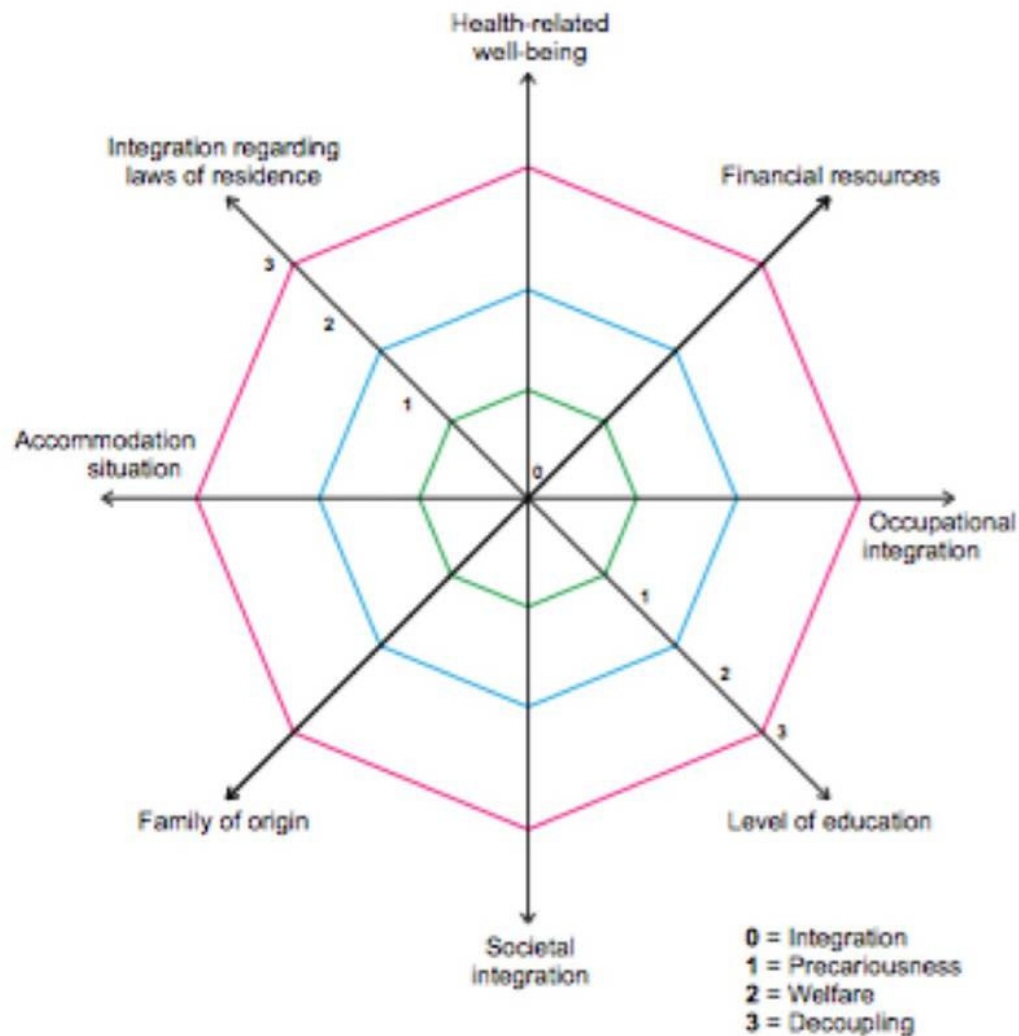 Health-related
well-being
Integration regarding
laws of residence
Financial resources
3
2
1
Accommodation
situation
0
Occupational
integration
1
2
3
Family of origin
Level of education
Societal
integration
0 = Integration
1 = Precariousness
2 = Welfare
3 = Decoupling